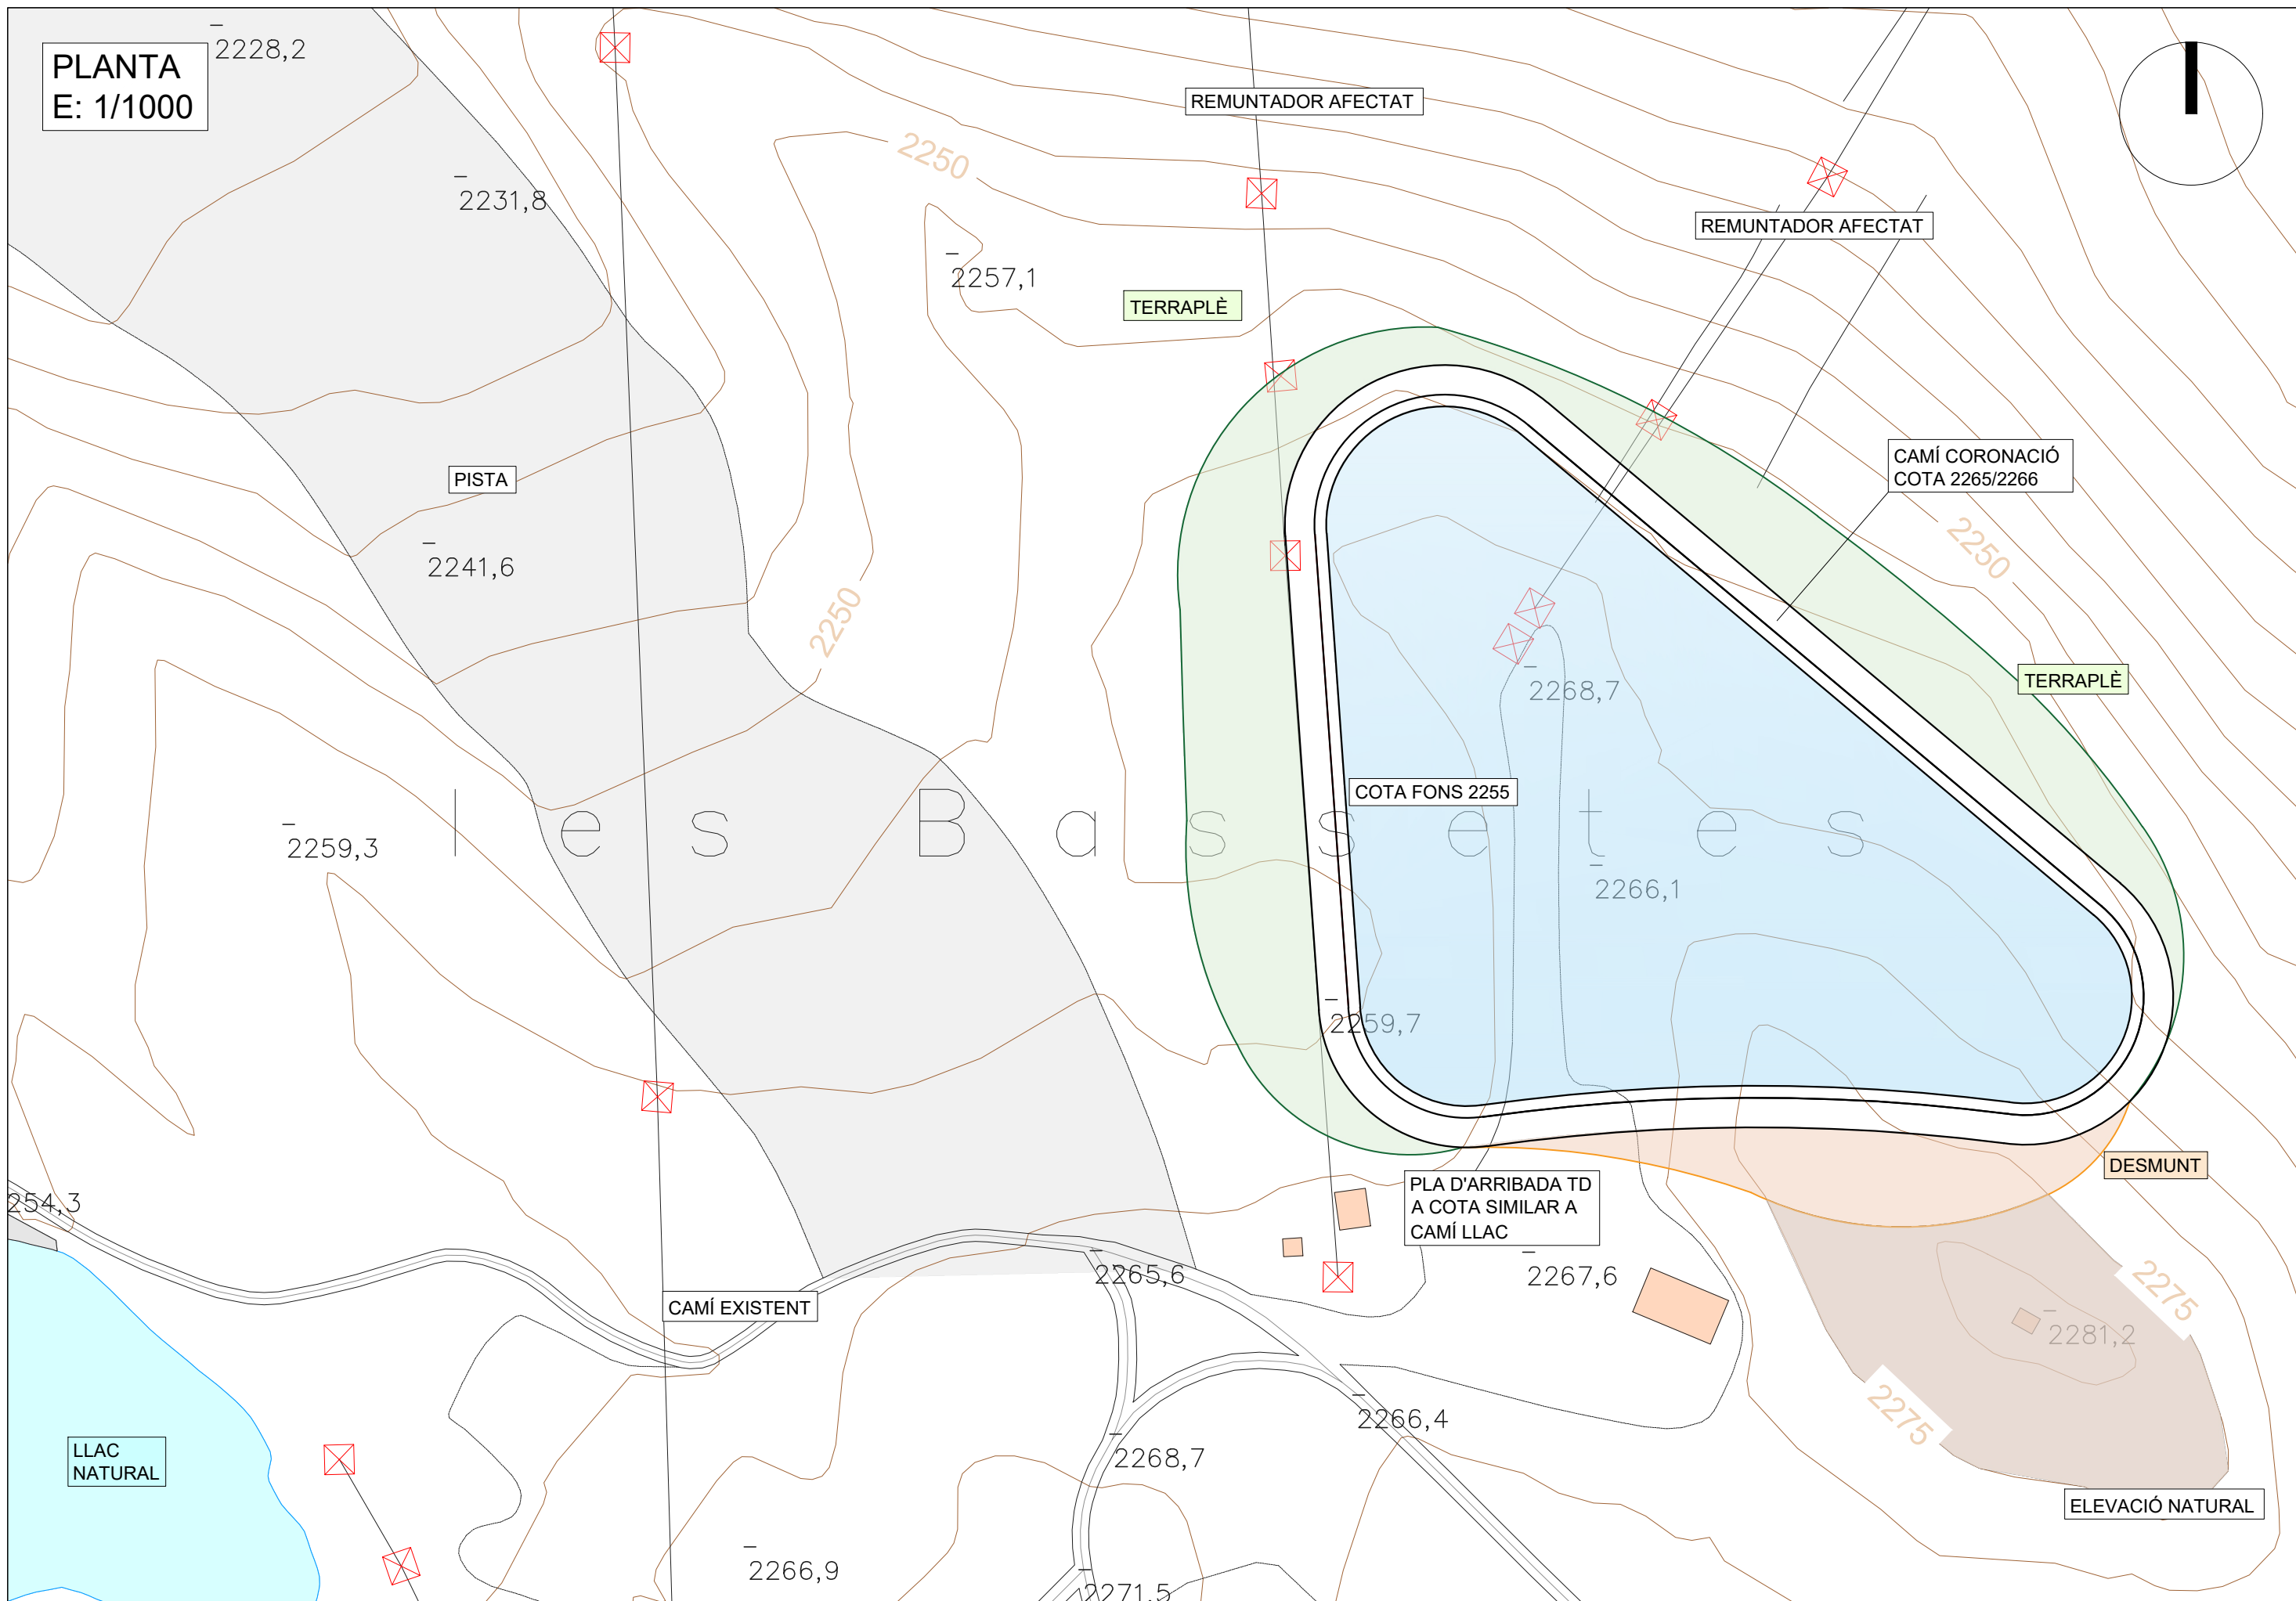 PLANTA
E: 1/1000
2228,2
REMUNTADOR AFECTAT
2250
2231,8
REMUNTADOR AFECTAT
2257,1
TERRAPLÈ
CAMÍ CORONACIÓ
COTA 2265/2266
PISTA
2250
2241,6
2250
TERRAPLÈ
2268,7
COTA FONS 2255
les Bassetes
2259,3
2266,1
2259,7
DESMUNT
PLA D'ARRIBADA TD
A COTA SIMILAR A
CAMÍ LLAC
254,3
2265,6
2267,6
2275
CAMÍ EXISTENT
2281,2
2275
2266,4
LLAC
NATURAL
2268,7
ELEVACIÓ NATURAL
2266,9
2271,5